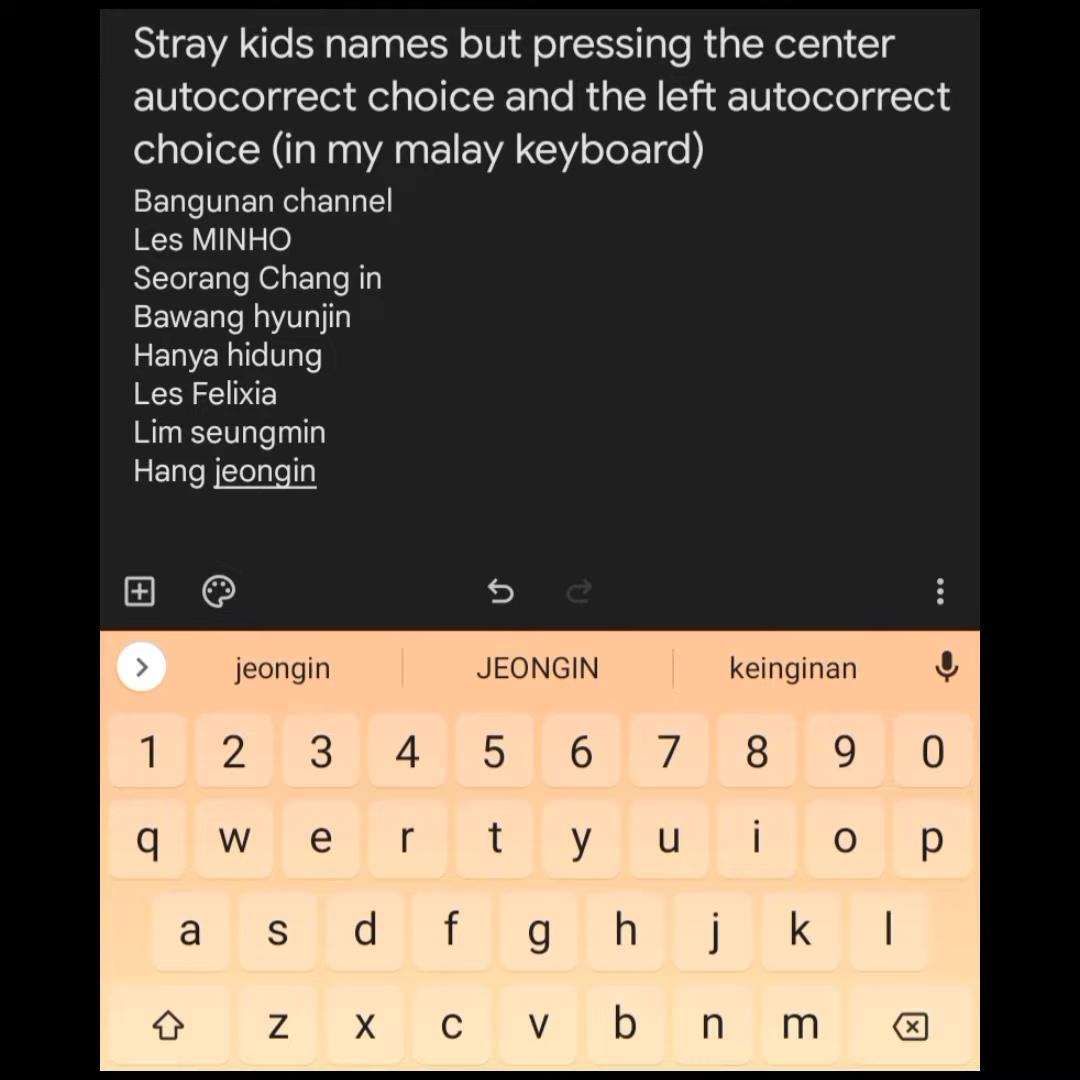 Stray kids names but pressing the center
autocorrect choice and the left autocorrect
choice (in my malay keyboard)
Bangunan channel
Les MINHO
Seorang Chang in
Bawang hyunjin
Hanya hidung
Les Felixia
Lim seungmin
Hang jeongin
jeongin JEONGIN keinginan
1 2 3 4 5 6 7 8 9 0
q w e r t y u i o p
a s d f g h j k l
z x c v b n m